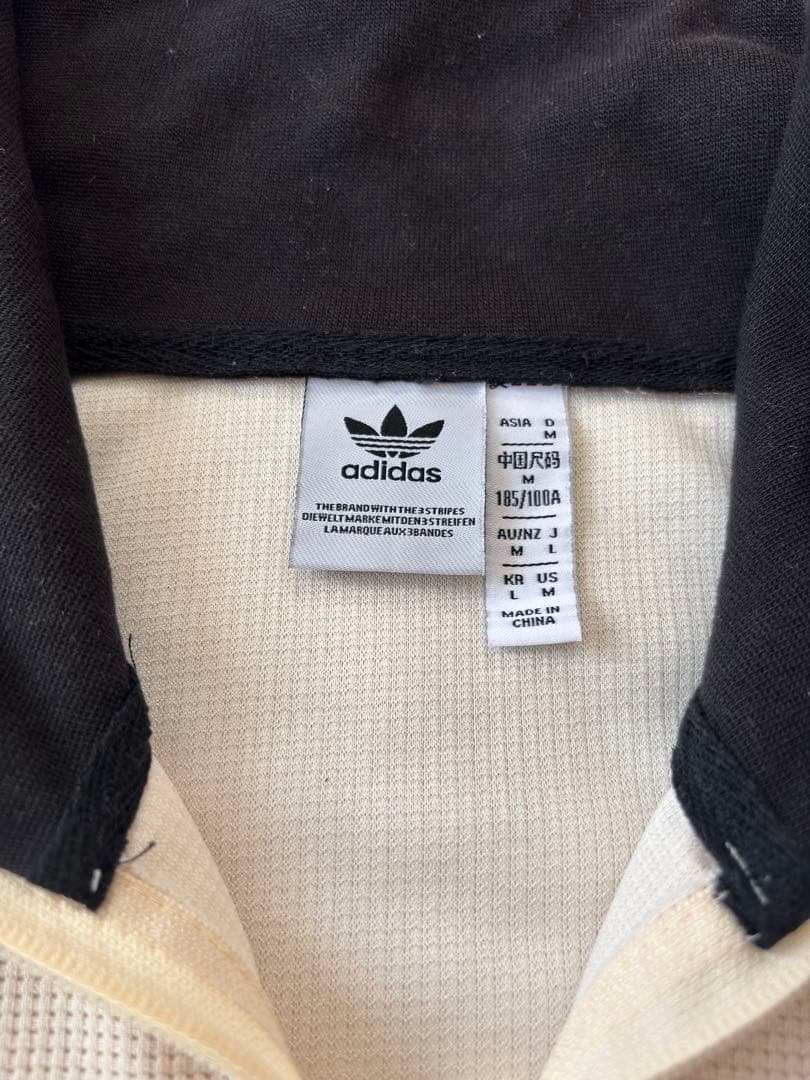 adidas
THE BRAND WITH THE 3 STRIPES
DIE WELTMARKE MIT DEN 3 STREIFEN
LA MARQUE AUX 3 BANDES
ASIA D
M
中国尺码
M
185/100A
AU/NZ J
M L
KR US
L M
MADE IN
CHINA